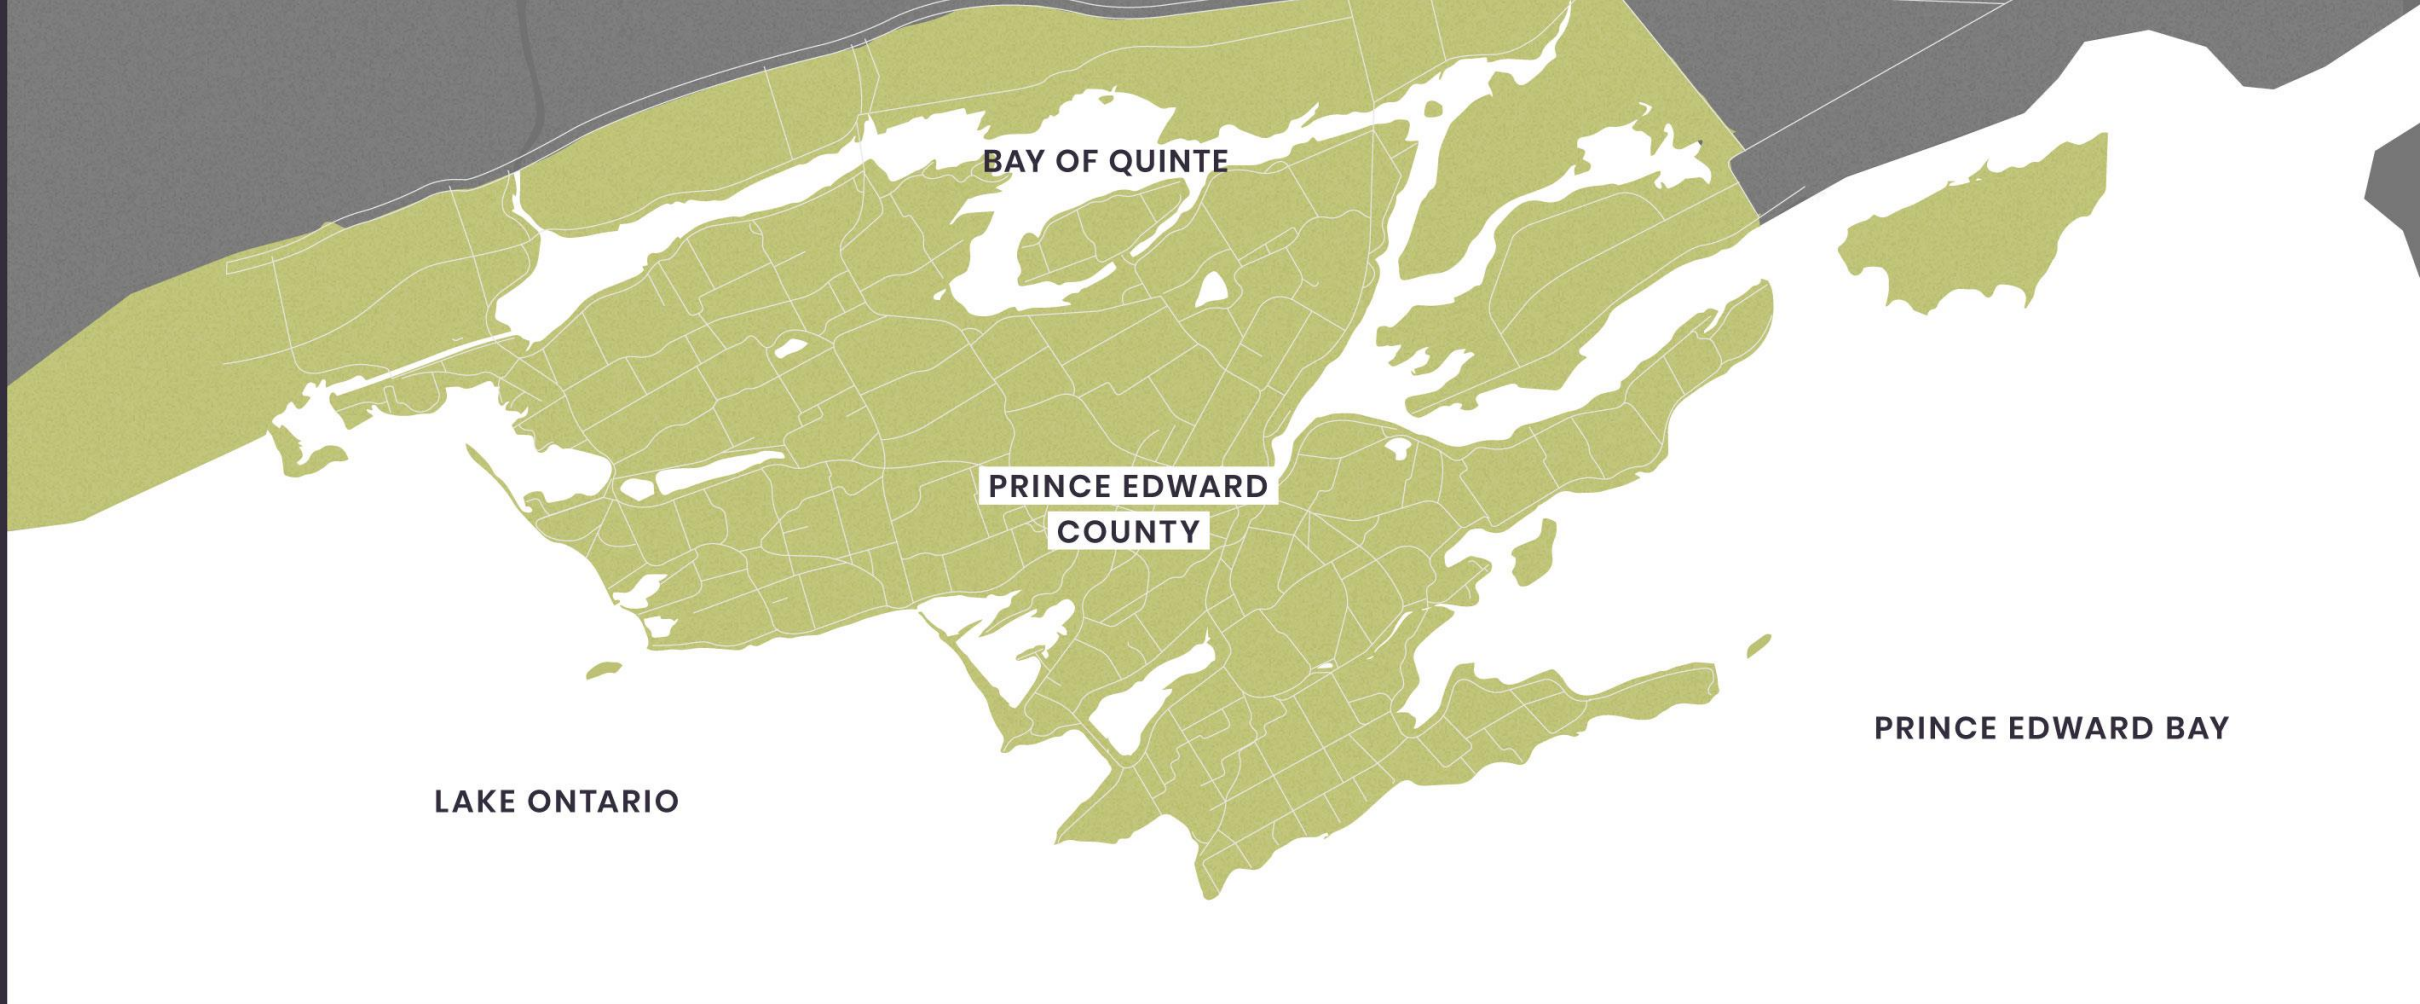 BAY OF QUINTE
PRINCE EDWARD
COUNTY
PRINCE EDWARD BAY
LAKE ONTARIO